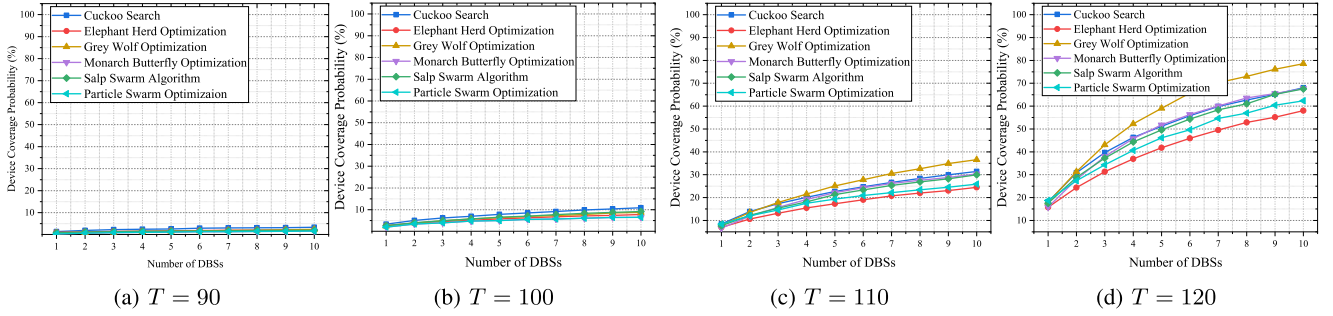 Device Coverage Probability (%)
100
90
80
70
60
50
40
30
20
10
Cuckoo Search
Elephant Herd Optimization
Grey Wolf Optimization
Monarch Butterfly Optimization
Salp Swarm Algorithm
Particle Swarm Optimization
1 2 3 4 5 6 7 8 9 10
Number of DBSs
(a) T = 90
Device Coverage Probability (%)
100
90
80
70
60
50
40
30
20
10
Cuckoo Search
Elephant Herd Optimization
Grey Wolf Optimization
Monarch Butterfly Optimization
Salp Swarm Algorithm
Particle Swarm Optimization
1 2 3 4 5 6 7 8 9 10
Number of DBSs
(b) T = 100
Device Coverage Probability (%)
100
90
80
70
60
50
40
30
20
10
Cuckoo Search
Elephant Herd Optimization
Grey Wolf Optimization
Monarch Butterfly Optimization
Salp Swarm Algorithm
Particle Swarm Optimization
1 2 3 4 5 6 7 8 9 10
Number of DBSs
(c) T = 110
Device Coverage Probability (%)
100
90
80
70
60
50
40
30
20
10
Cuckoo Search
Elephant Herd Optimization
Grey Wolf Optimization
Monarch Butterfly Optimization
Salp Swarm Algorithm
Particle Swarm Optimization
1 2 3 4 5 6 7 8 9 10
Number of DBSs
(d) T = 120